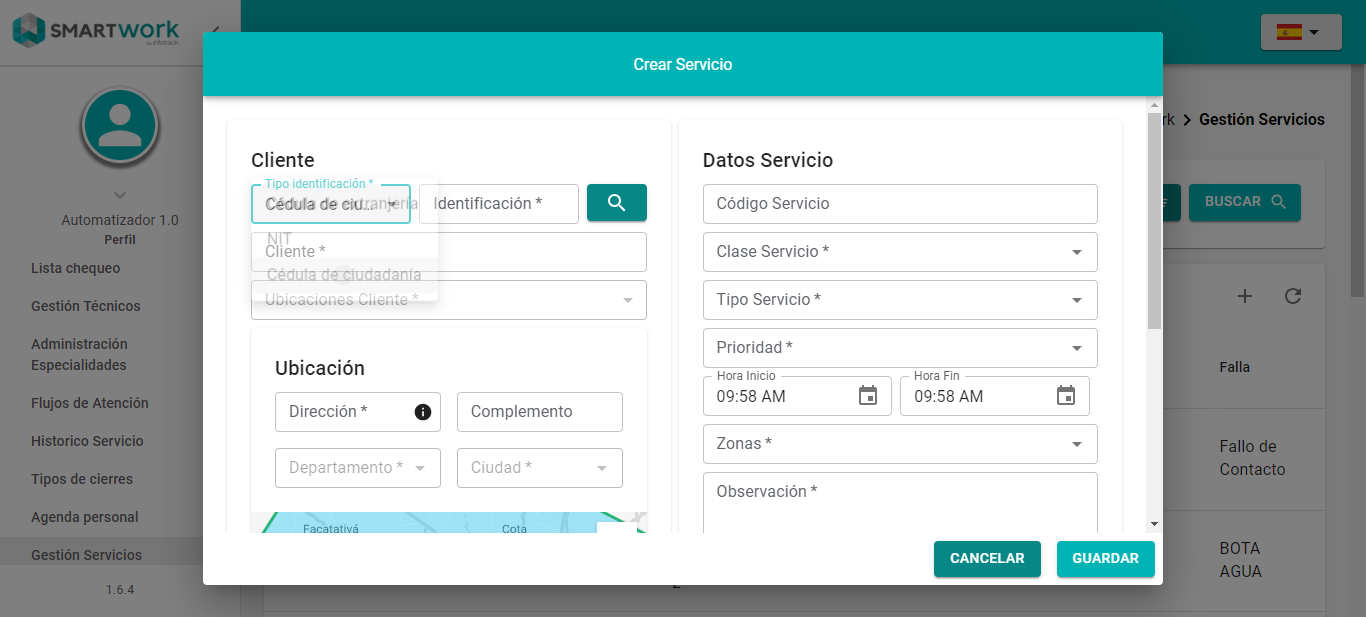 SMARTWORK
by infotrack
Crear Servicio
rk > Gestión Servicios
Automatizador 1.0
Perfil
Lista chequeo
Gestión Técnicos
Administración
Especialidades
Flujos de Atención
Historico Servicio
Tipos de cierres
Agenda personal
Gestión Servicios
1.6.4
Cliente
Tipo identificación *
Cédula de ciu...
Cédula de extranjería
NIT
Cédula de ciudadanía
Identificación *
Cliente *
Ubicaciones Cliente *
Ubicación
Dirección *
Complemento
Departamento *
Ciudad *
Facatativá
Cota
Datos Servicio
Código Servicio
Clase Servicio *
Tipo Servicio *
Prioridad *
Hora Inicio
09:58 AM
Hora Fin
09:58 AM
Zonas *
Observación *
CANCELAR
GUARDAR
BUSCAR
Falla
Fallo de
Contacto
BOTA
AGUA